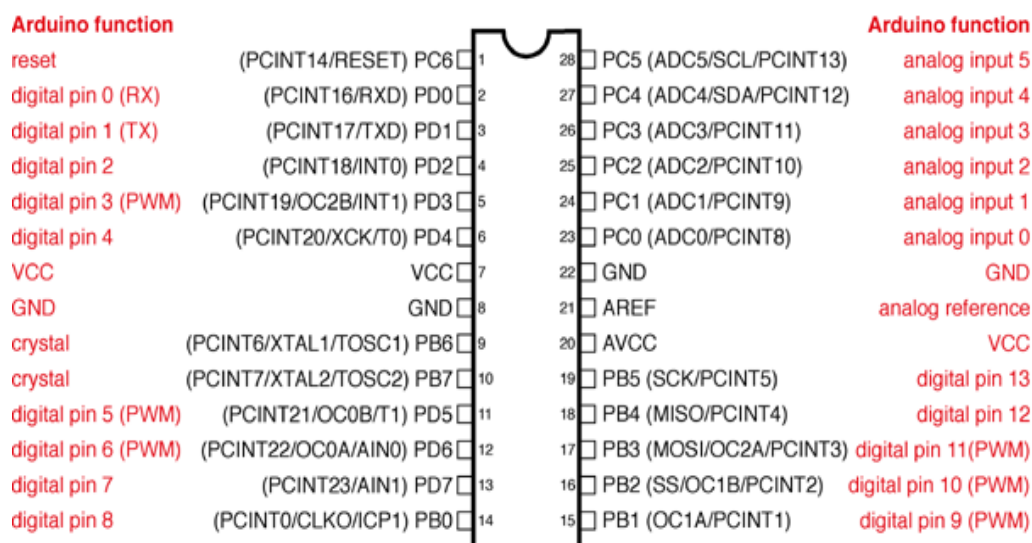 Arduino function Arduino function
reset (PCINT14/RESET) PC6 1 28 PC5 (ADC5/SCL/PCINT13) analog input 5
digital pin 0 (RX) (PCINT16/RXD) PD0 2 27 PC4 (ADC4/SDA/PCINT12) analog input 4
digital pin 1 (TX) (PCINT17/TXD) PD1 3 26 PC3 (ADC3/PCINT11) analog input 3
digital pin 2 (PCINT18/INT0) PD2 4 25 PC2 (ADC2/PCINT10) analog input 2
digital pin 3 (PWM) (PCINT19/OC2B/INT1) PD3 5 24 PC1 (ADC1/PCINT9) analog input 1
digital pin 4 (PCINT20/XCK/T0) PD4 6 23 PC0 (ADC0/PCINT8) analog input 0
VCC VCC 7 22 GND GND
GND GND 8 21 AREF analog reference
crystal (PCINT6/XTAL1/TOSC1) PB6 9 20 AVCC VCC
crystal (PCINT7/XTAL2/TOSC2) PB7 10 19 PB5 (SCK/PCINT5) digital pin 13
digital pin 5 (PWM) (PCINT21/OC0B/T1) PD5 11 18 PB4 (MISO/PCINT4) digital pin 12
digital pin 6 (PWM) (PCINT22/OC0A/AIN0) PD6 12 17 PB3 (MOSI/OC2A/PCINT3) digital pin 11(PWM)
digital pin 7 (PCINT23/AIN1) PD7 13 16 PB2 (SS/OC1B/PCINT2) digital pin 10 (PWM)
digital pin 8 (PCINT0/CLKO/ICP1) PB0 14 15 PB1 (OC1A/PCINT1) digital pin 9 (PWM)